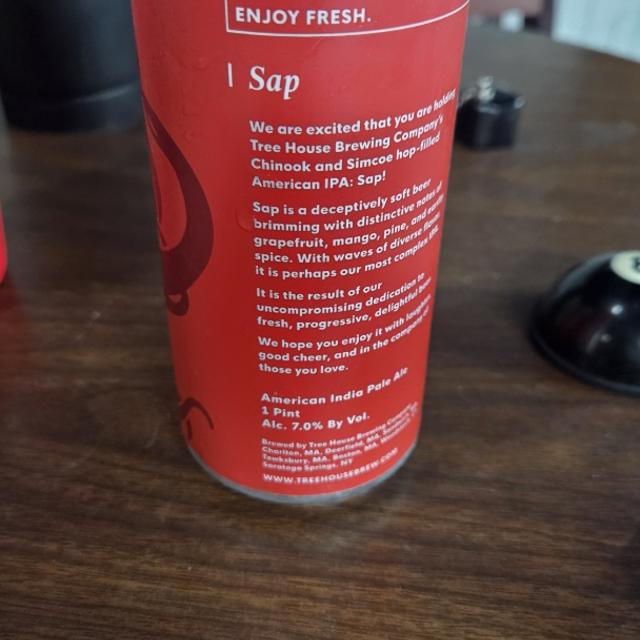 ENJOY FRESH.
Sap
We are excited that you are holding
Tree House Brewing Company's
Chinook and Simcoe hop-filled
American IPA: Sap!
Sap is a deceptively soft beer
brimming with distinctive notes of
grapefruit, mango, pine, and earthy
spice. With waves of diverse flavor
it is perhaps our most complex IPA.
It is the result of our
uncompromising dedication to
fresh, progressive, delightful beer.
We hope you enjoy it with laughter,
good cheer, and in the company of
those you love.
American India Pale Ale
1 Pint
Alc. 7.0% By Vol.
Brewed by Tree House Brewing Company
Charlton, MA, Deerfield, MA, Sandwich, MA
Tewksbury, MA, Boston, MA, Woodstock, CT
Saratoga Springs, NY
WWW.TREEHOUSEBREW.COM